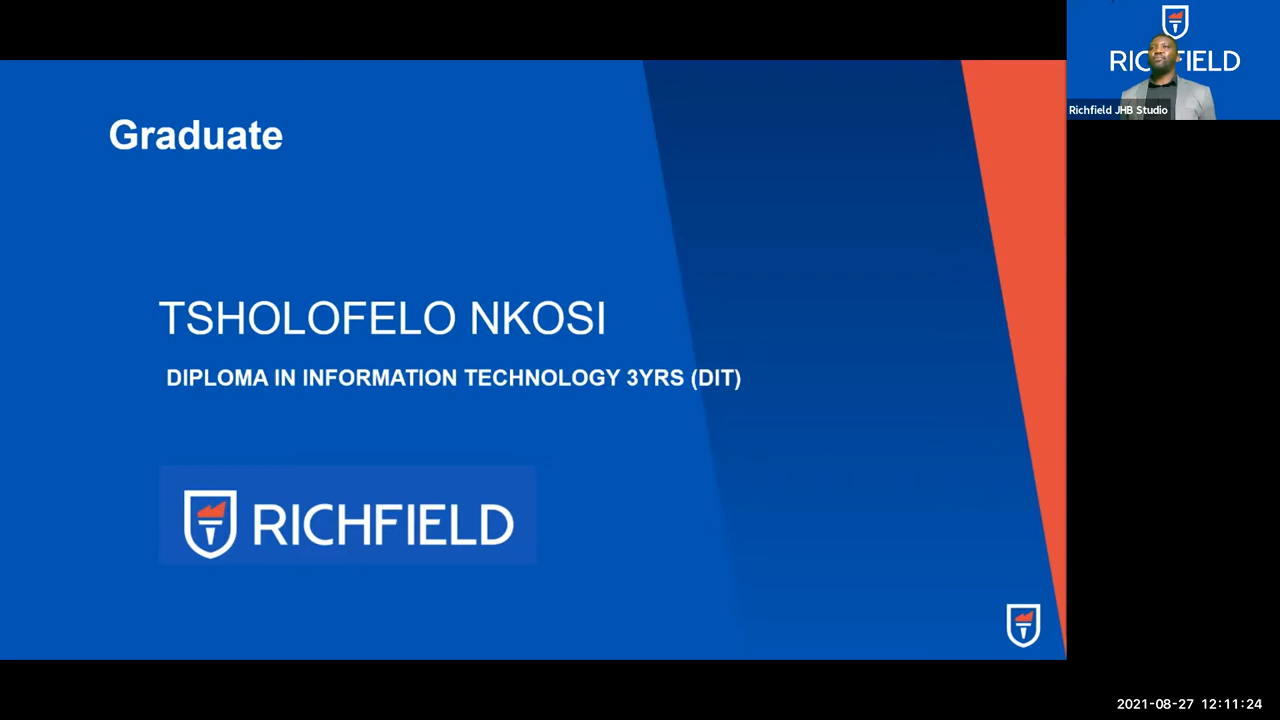 Graduate
TSHOLOFELO NKOSI
DIPLOMA IN INFORMATION TECHNOLOGY 3YRS (DIT)
RICHFIELD
RICHFIELD
Richfield JHB Studio
2021-08-27 12:11:24